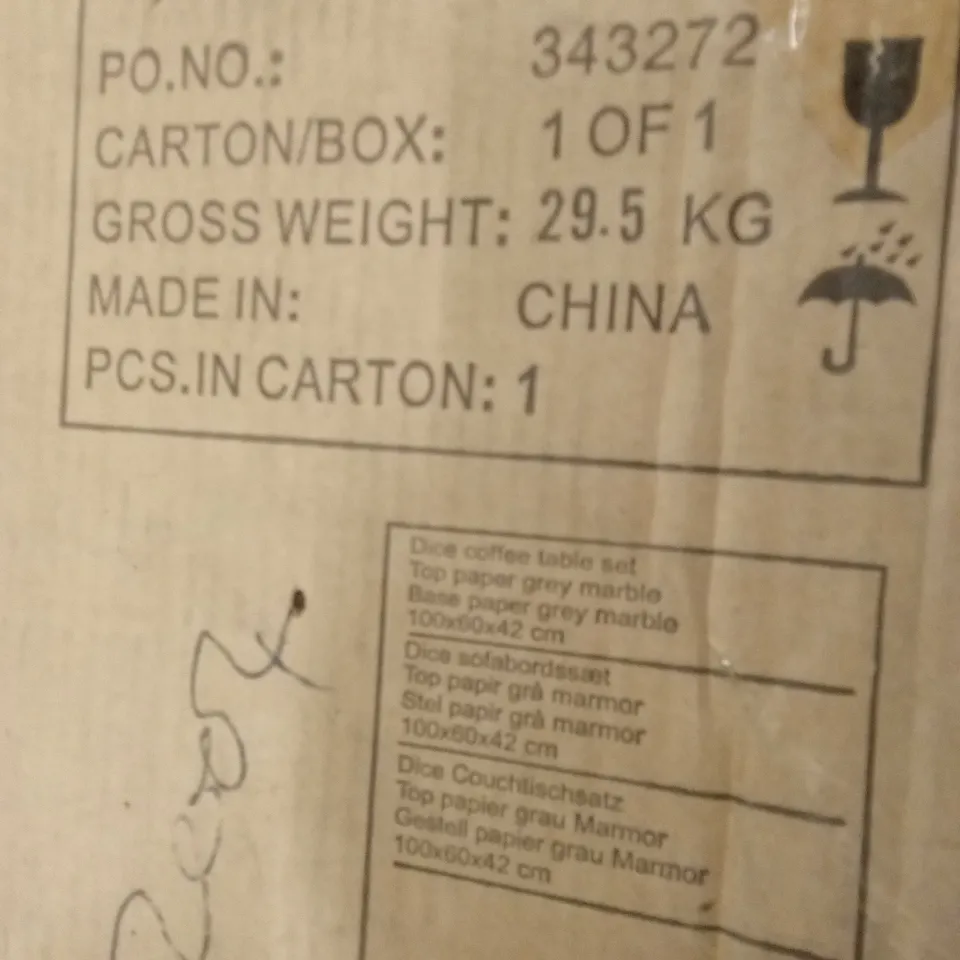 PO.NO.: 343272
CARTON/BOX: 1 OF 1
GROSS WEIGHT: 29.5 KG
MADE IN: CHINA
PCS.IN CARTON: 1
Dice coffee table set
Top paper grey marble
Base paper grey marble
100x60x42 cm
Dice sofabordssæt
Top papir grå marmor
Stel papir grå marmor
100x60x42 cm
Dice Couchtischsatz
Top papier grau Marmor
Gestell papier grau Marmor
100x60x42 cm